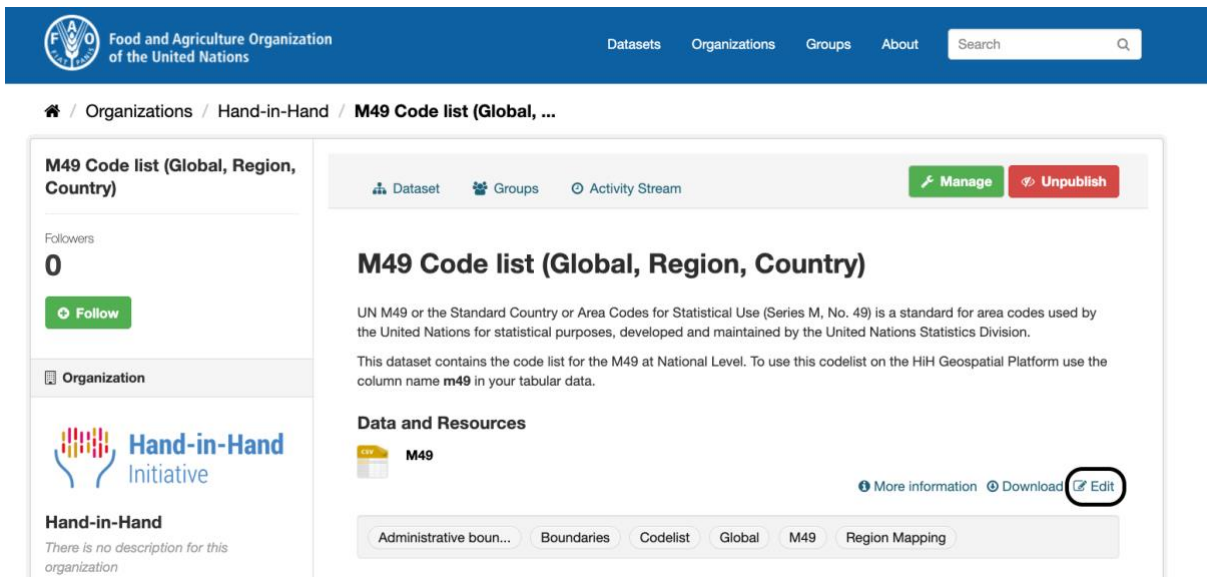 Food and Agriculture Organization
of the United Nations
Datasets Organizations Groups About Search
/ Organizations / Hand-in-Hand / M49 Code list (Global, ...
M49 Code list (Global, Region,
Country)
Followers
0
Follow
Organization
Hand-in-Hand
Initiative
Hand-in-Hand
There is no description for this
organization
Dataset Groups Activity Stream Manage Unpublish
M49 Code list (Global, Region, Country)
UN M49 or the Standard Country or Area Codes for Statistical Use (Series M, No. 49) is a standard for area codes used by
the United Nations for statistical purposes, developed and maintained by the United Nations Statistics Division.
This dataset contains the code list for the M49 at National Level. To use this codelist on the HiH Geospatial Platform use the
column name m49 in your tabular data.
Data and Resources
CSV
M49
More information Download Edit
Administrative boun... Boundaries Codelist Global M49 Region Mapping